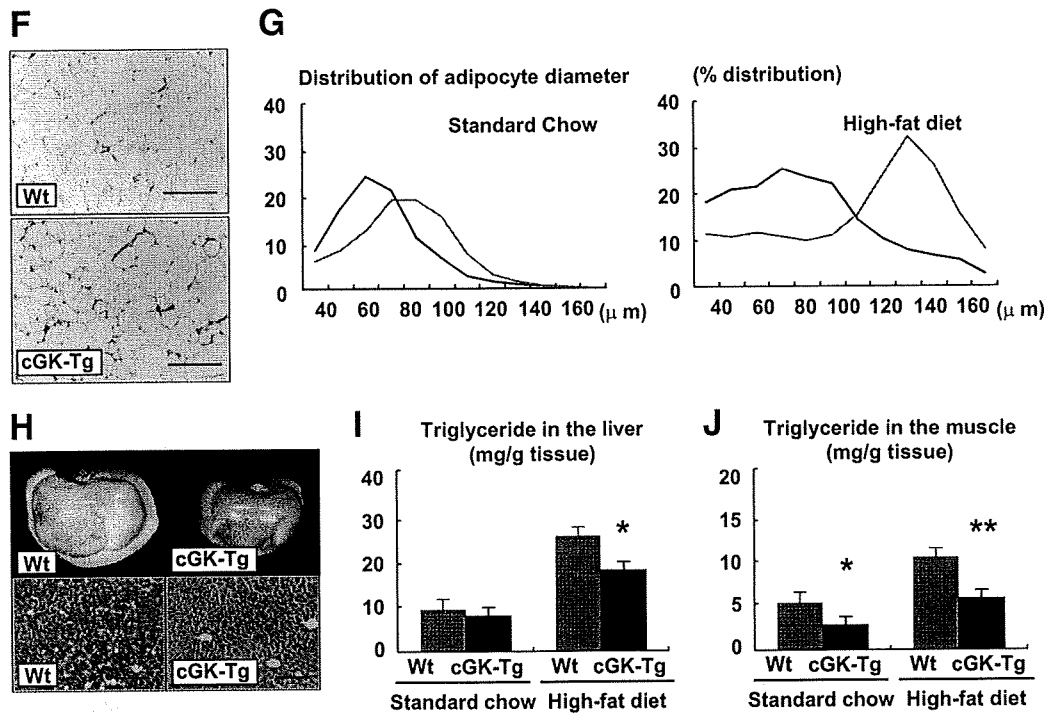 F
Wt
cGK-Tg
G
Distribution of adipocyte diameter
(% distribution)
40
30
20
10
0
Standard Chow
40 60 80 100 120 140 160 (μ m)
40
30
20
10
0
High-fat diet
40 60 80 100 120 140 160 (μ m)
H
Wt
cGK-Tg
Wt
cGK-Tg
I
Triglyceride in the liver
(mg/g tissue)
40
30
20
10
0
*
Wt cGK-Tg Wt cGK-Tg
Standard chow High-fat diet
J
Triglyceride in the muscle
(mg/g tissue)
20
15
10
5
0
*
**
Wt cGK-Tg Wt cGK-Tg
Standard chow High-fat diet